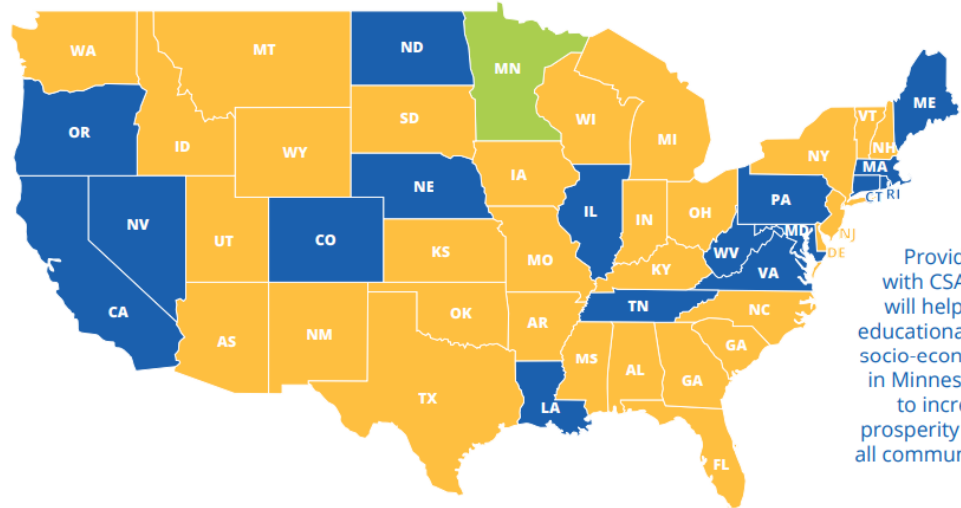 WA
MT
ND
MN
OR
ID
WY
SD
WI
MI
NY
VT
NH
ME
MA
CT RI
NV
UT
CO
NE
IA
IL
IN
OH
PA
NJ
DE
MD
CA
KS
MO
KY
WV
VA
AS
NM
OK
AR
TN
NC
TX
LA
MS
AL
GA
GA
FL
Provid
with CSA
will help
educational
socio-econ
in Minnes
to incre
prosperity
all commun